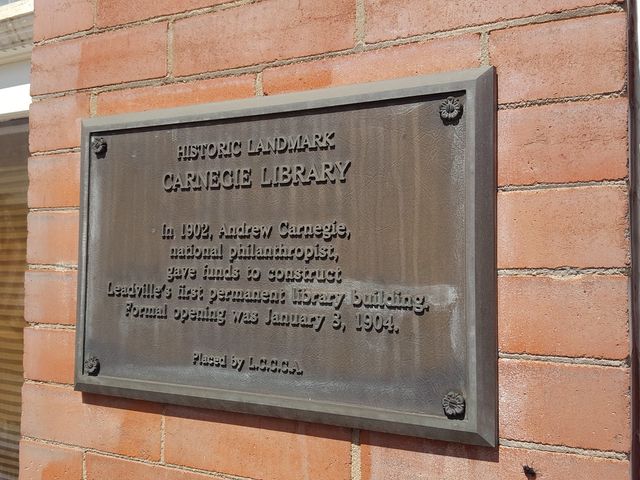 HISTORIC LANDMARK
CARNEGIE LIBRARY
In 1902, Andrew Carnegie,
national philanthropist,
gave funds to construct
Leadville's first permanent library building.
Formal opening was January 8, 1904.
Placed by L.C.C.C.A.